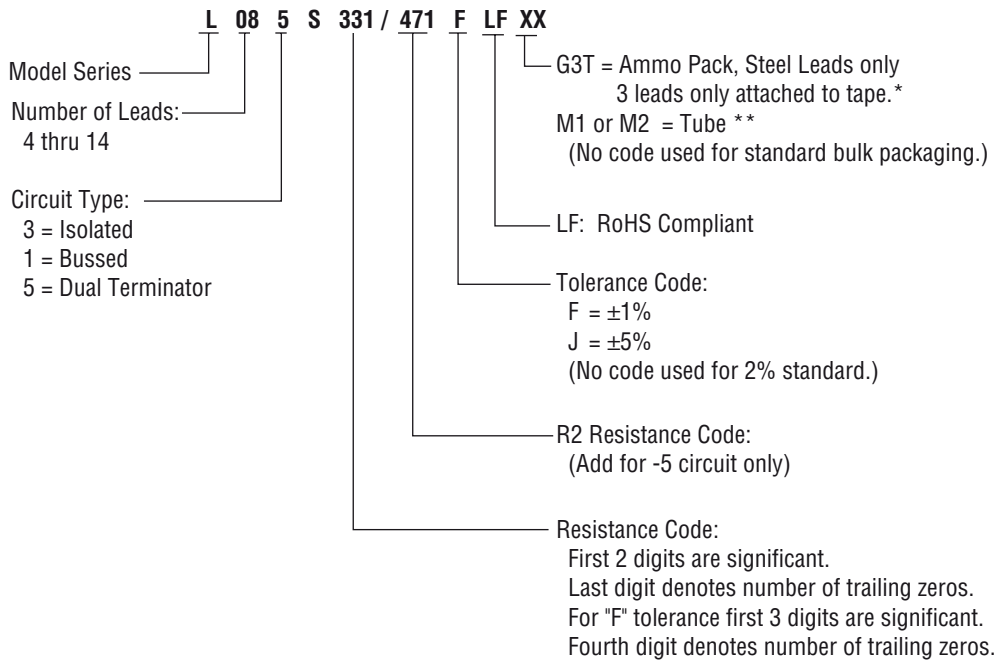 L 08 5 S 331 / 471 F LF XX
Model Series
Number of Leads:
4 thru 14
Circuit Type:
3 = Isolated
1 = Bussed
5 = Dual Terminator
G3T = Ammo Pack, Steel Leads only
3 leads only attached to tape.*
M1 or M2 = Tube **
(No code used for standard bulk packaging.)
LF: RoHS Compliant
Tolerance Code:
F = ±1%
J = ±5%
(No code used for 2% standard.)
R2 Resistance Code:
(Add for -5 circuit only)
Resistance Code:
First 2 digits are significant.
Last digit denotes number of trailing zeros.
For "F" tolerance first 3 digits are significant.
Fourth digit denotes number of trailing zeros.